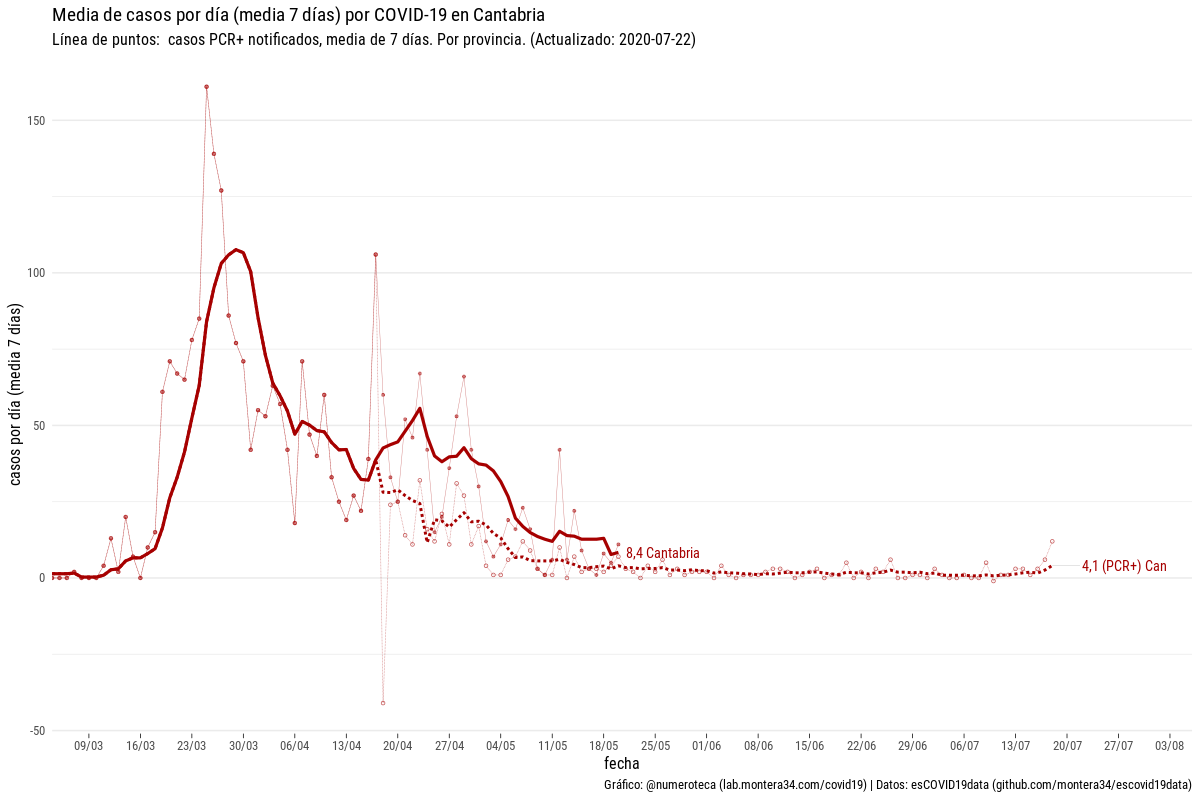 Media de casos por día (media 7 días) por COVID-19 en Cantabria
Línea de puntos:  casos PCR+ notificados, media de 7 días. Por provincia. (Actualizado: 2020-07-22)
casos por día (media 7 días)
150
100
50
0
-50
8,4 Cantabria
4,1 (PCR+) Can
09/03 16/03 23/03 30/03 06/04 13/04 20/04 27/04 04/05 11/05 18/05 25/05 01/06 08/06 15/06 22/06 29/06 06/07 13/07 20/07 27/07 03/08
fecha
Gráfico: @numeroteca (lab.montera34.com/covid19) | Datos: esCOVID19data (github.com/montera34/escovid19data)